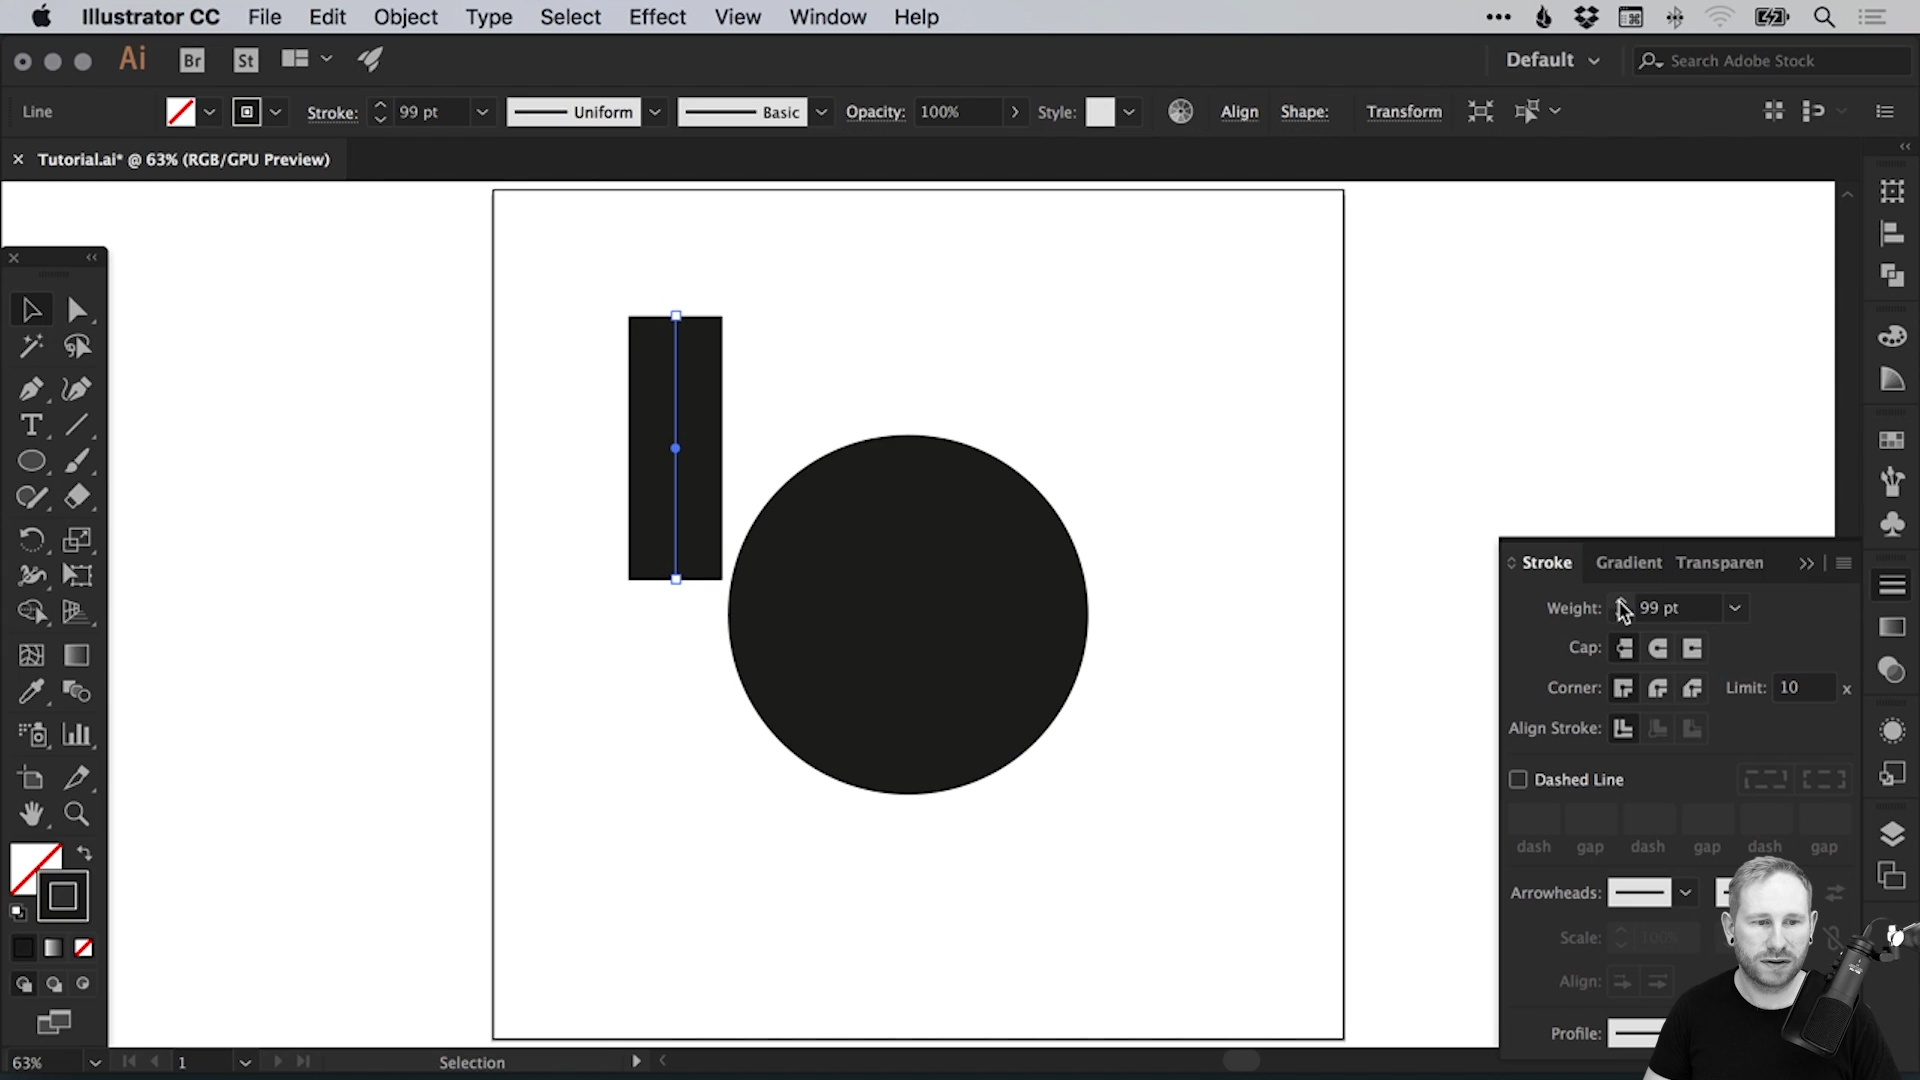 Illustrator CC File Edit Object Type Select Effect View Window Help
Ai Br St Default Search Adobe Stock
Line Stroke: 99 pt Uniform Basic Opacity: 100% Style: Align Shape: Transform
Tutorial.ai* @ 63% (RGB/GPU Preview)
Stroke Gradient Transparen
Weight: 99 pt
Cap:
Corner: Limit: 10 x
Align Stroke:
Dashed Line
dash gap dash gap dash gap
Arrowheads:
Scale: 100%
Align:
Profile:
63% 1 Selection